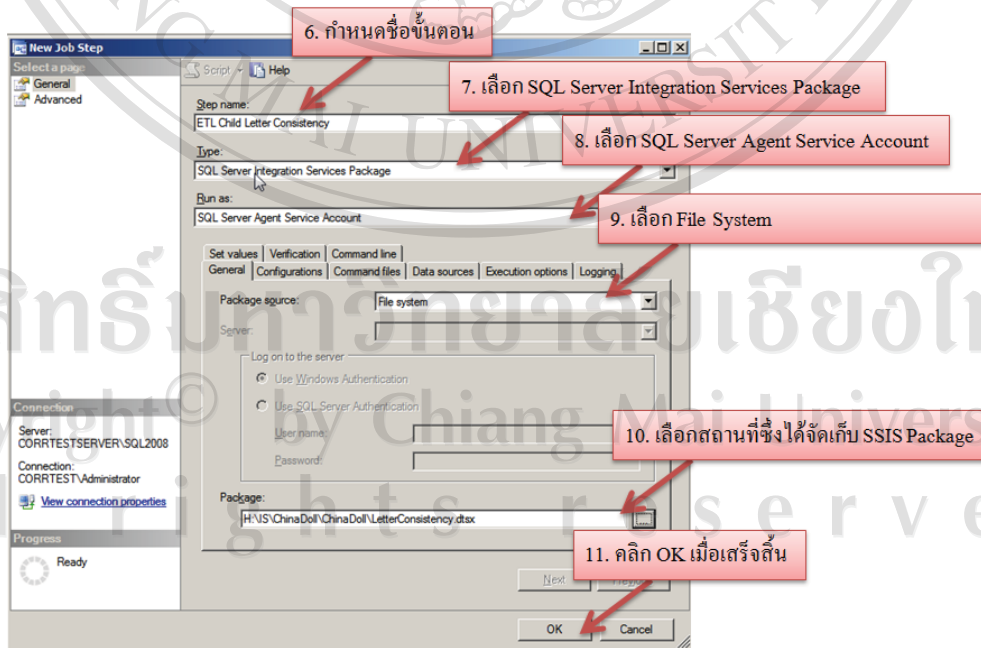 6. กำหนดชื่อขั้นตอน
New Job Step
Select a page
General
Advanced
Script
Help
7. เลือก SQL Server Integration Services Package
Step name:
ETL Child Letter Consistency
8. เลือก SQL Server Agent Service Account
Type:
SQL Server Integration Services Package
Run as:
SQL Server Agent Service Account
9. เลือก File System
Set values
Verification
Command line
General
Configurations
Command files
Data sources
Execution options
Logging
Package source:
File system
Server:
Log on to the server
Use Windows Authentication
Use SQL Server Authentication
User name:
Password:
10. เลือกสถานที่ซึ่งได้จัดเก็บ SSIS Package
Connection
Server:
CORRTESTSERVER\SQL2008
Connection:
CORRTEST\Administrator
View connection properties
Package:
H:\IS\ChinaDoll\ChinaDoll\LetterConsistency.dtsx
...
Progress
Ready
11. คลิก OK เมื่อเสร็จสิ้น
Next
OK
Cancel
MAI UNIVERSIT
สิทธิ์มหาวิทยาลัยเชียงใหม่
right© by Chiang Mai Univers
rights reserve